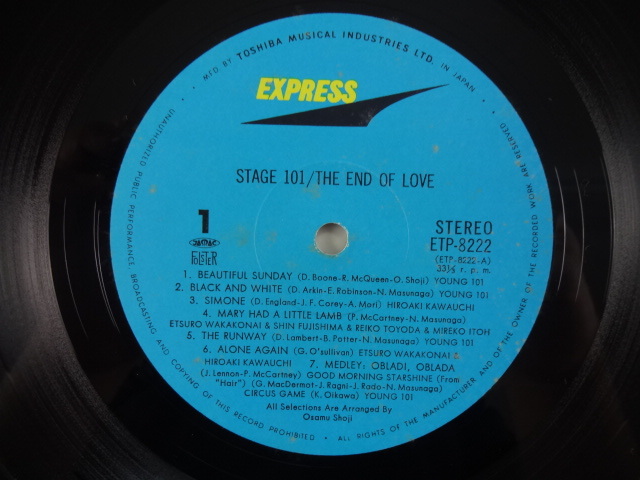 MFD. BY TOSHIBA MUSICAL INDUSTRIES LTD. IN JAPAN.
EXPRESS
STAGE 101/THE END OF LOVE
1
STEREO
ETP-8222
(ETP-8222-A)
33⅓ r. p. m.
POLSTER
1. BEAUTIFUL SUNDAY (D. Boone-R. McQueen-O. Shoji) YOUNG 101
2. BLACK AND WHITE (D. Arkin-E. Robinson-N. Masunaga) YOUNG 101
3. SIMONE (D. England-J. F. Corey-A. Mori) HIROAKI KAWAUCHI
4. MARY HAD A LITTLE LAMB (P. McCartney-N. Masunaga)
ETSURO WAKAKONAI & SHIN FUJISHIMA & REIKO TOYODA & MIREKO ITOH
5. THE RUNWAY (D. Lambert-B. Potter-N. Masunaga) YOUNG 101
6. ALONE AGAIN (G. O'sullivan) ETSURO WAKAKONAI &
HIROAKI KAWAUCHI 7. MEDLEY: OBLADI, OBLADA
(J. Lennon-P. McCartney) GOOD MORNING STARSHINE (From
"Hair") (G. MacDermot-J. Ragni-J. Rado-N. Masunaga)
CIRCUS GAME (K. Oikawa) YOUNG 101
All Selections Are Arranged By
Osamu Shoji
UNAUTHORIZED PUBLIC PERFORMANCE, BROADCASTING AND COPYING OF THIS RECORD PROHIBITED • ALL RIGHTS OF THE MANUFACTURER AND OF THE OWNER OF THE RECORDED WORK ARE RESERVED